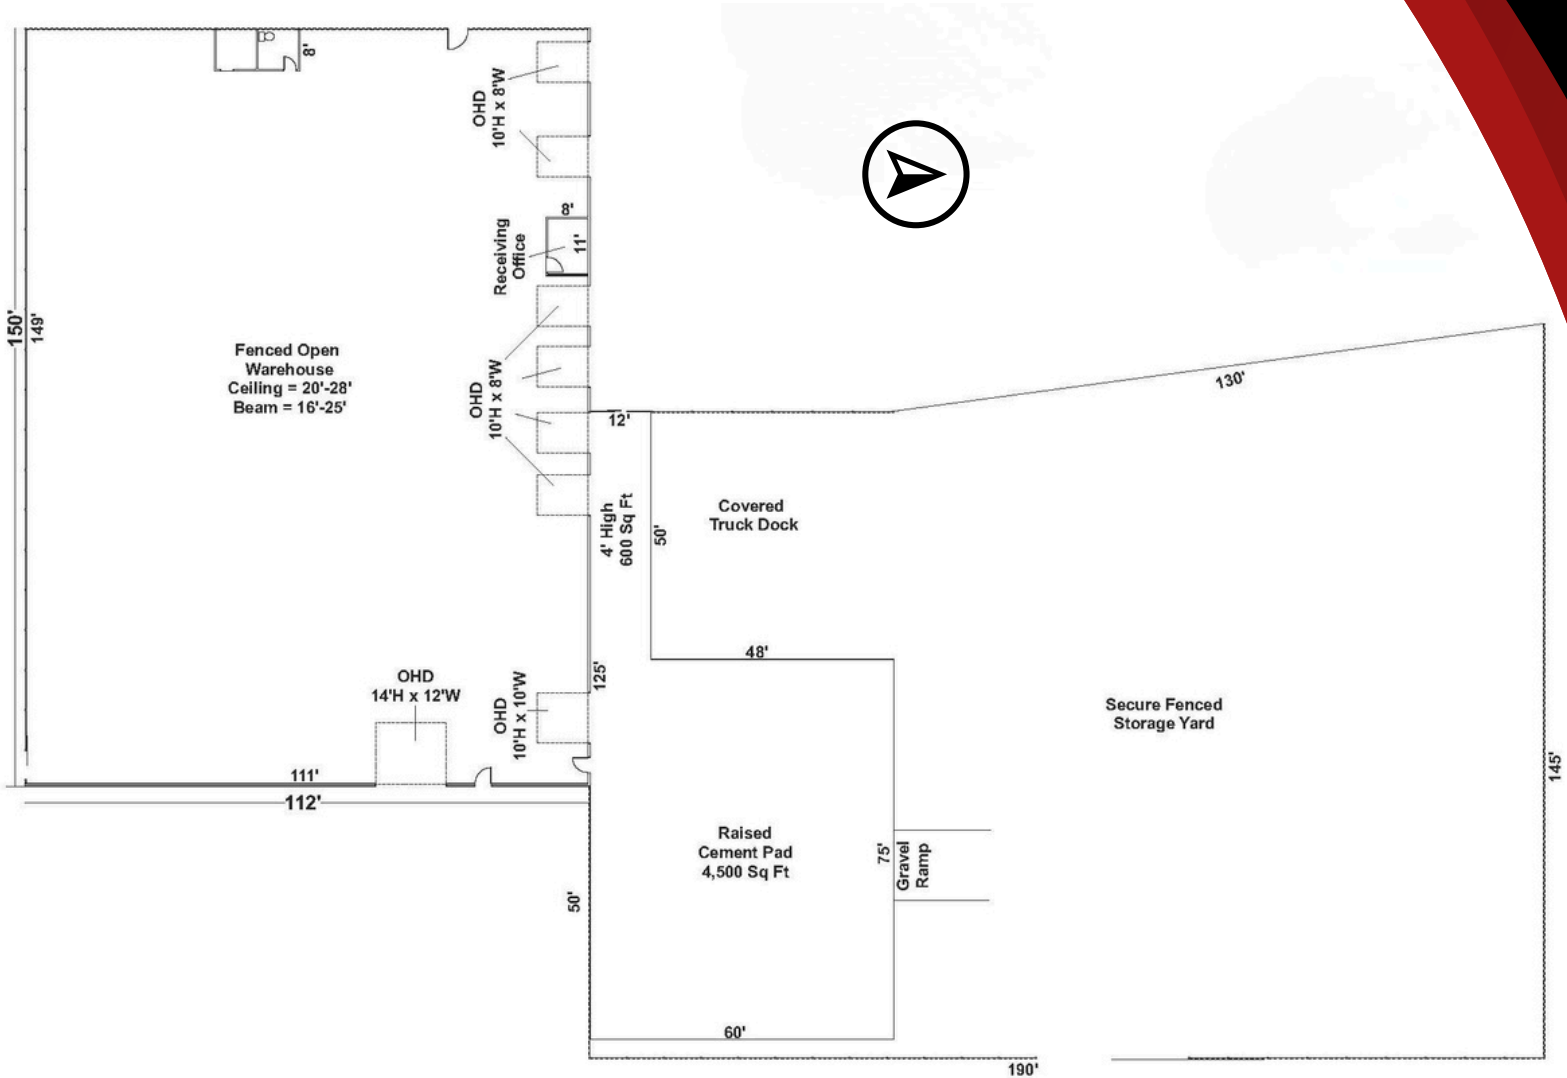 8'
OHD
10'H x 8'W
8'
11'
Receiving
Office
150'
149'
Fenced Open
Warehouse
Ceiling = 20'-28'
Beam = 16'-25'
OHD
10'H x 8'W
12'
130'
4' High
600 Sq Ft
50'
Covered
Truck Dock
48'
125'
OHD
14'H x 12'W
OHD
10'H x 10'W
Secure Fenced
Storage Yard
145'
111'
112'
Raised
Cement Pad
4,500 Sq Ft
75'
Gravel
Ramp
50'
60'
190'